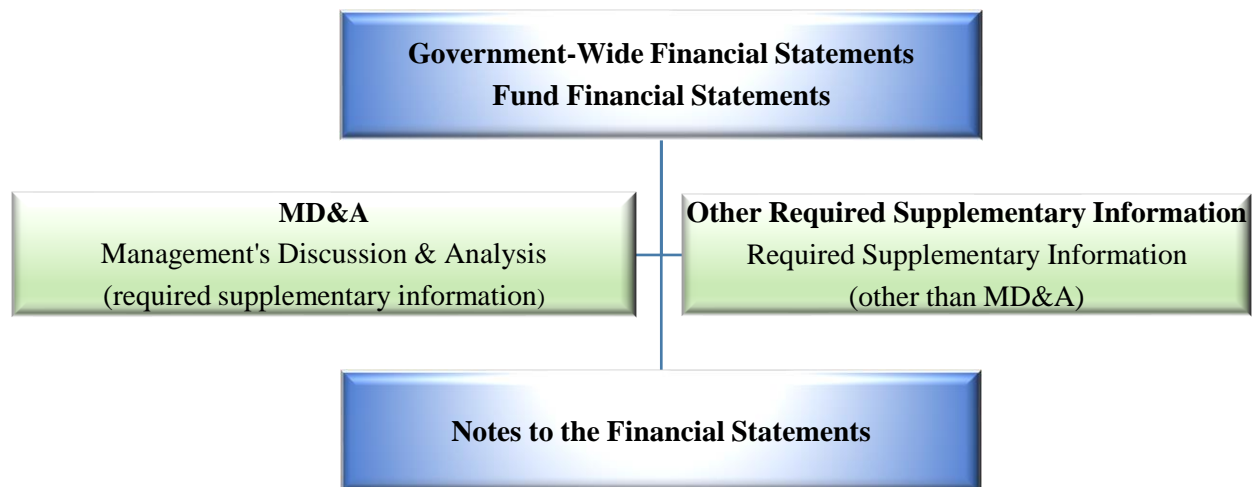 Government-Wide Financial Statements
Fund Financial Statements
MD&A
Management's Discussion & Analysis
(required supplementary information)
Other Required Supplementary Information
Required Supplementary Information
(other than MD&A)
Notes to the Financial Statements